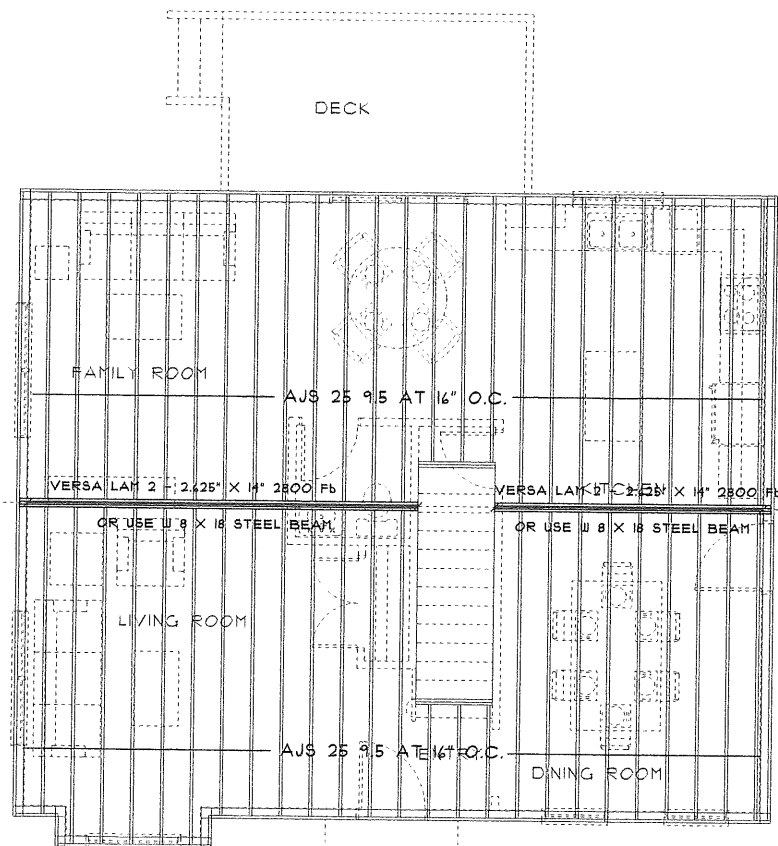 DECK
FAMILY ROOM
AJS 25 9.5 AT 16" O.C.
VERSA LAM 2 - 2.625" X 14" 2800 Fb
VERSA LAM 2 - 2.625" X 14" 2800 Fb
KITCHEN
OR USE W 8 X 18 STEEL BEAM
OR USE W 8 X 18 STEEL BEAM
LIVING ROOM
AJS 25 9.5 AT 16" O.C.
DINING ROOM